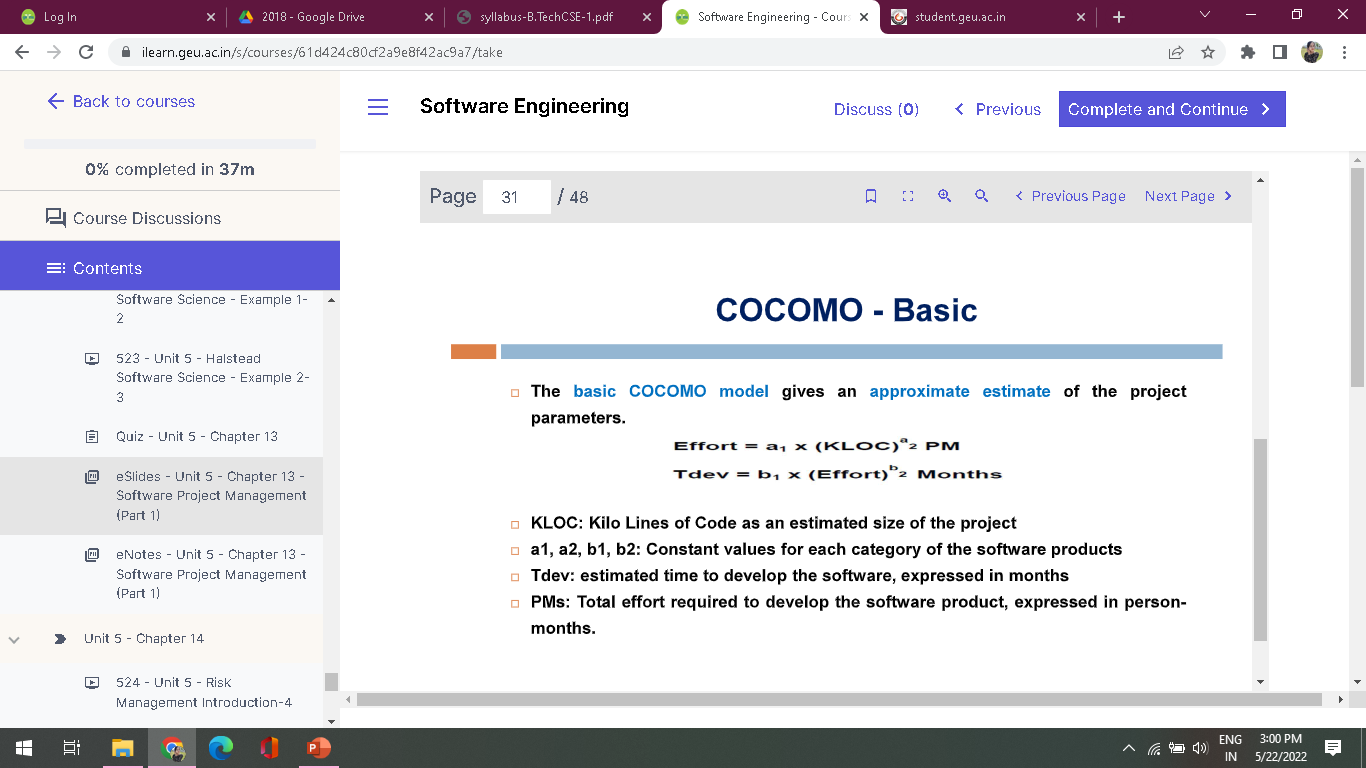 Log In
2018 - Google Drive
syllabus-B.TechCSE-1.pdf
Software Engineering - Cour
student.geu.ac.in
ilearn.geu.ac.in/s/courses/61d424c80cf2a9e8f42ac9a7/take
Back to courses
0% completed in 37m
Course Discussions
Contents
Software Science - Example 1-
2
523 - Unit 5 - Halstead
Software Science - Example 2-
3
Quiz - Unit 5 - Chapter 13
eSlides - Unit 5 - Chapter 13 -
Software Project Management
(Part 1)
eNotes - Unit 5 - Chapter 13 -
Software Project Management
(Part 1)
Unit 5 - Chapter 14
524 - Unit 5 - Risk
Management Introduction-4
Software Engineering
Discuss (0)
Previous
Complete and Continue
Page 31 / 48
Previous Page
Next Page
COCOMO - Basic
The basic COCOMO model gives an approximate estimate of the project
parameters.
Effort = a₁ x (KLOC)^a₂ PM
Tdev = b₁ x (Effort)^b₂ Months
KLOC: Kilo Lines of Code as an estimated size of the project
a1, a2, b1, b2: Constant values for each category of the software products
Tdev: estimated time to develop the software, expressed in months
PMs: Total effort required to develop the software product, expressed in person-
months.
ENG
IN
3:00 PM
5/22/2022